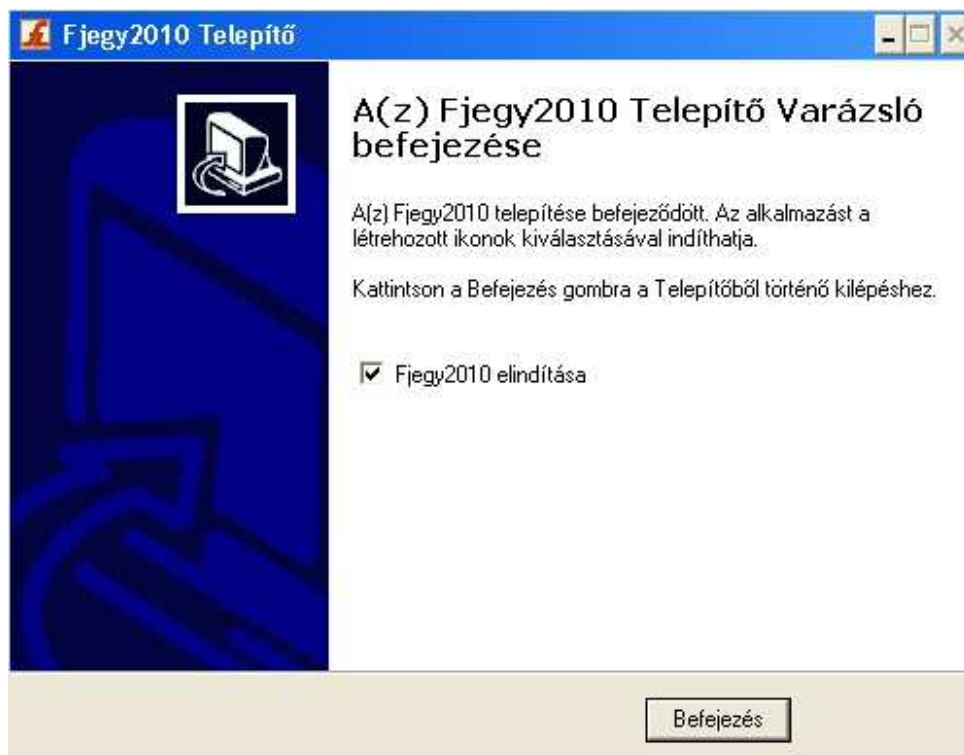 Fjegy2010 Telepítő
A(z) Fjegy2010 Telepítő Varázsló
befejezése
A(z) Fjegy2010 telepítése befejeződött. Az alkalmazást a
létrehozott ikonok kiválasztásával indíthatja.
Kattintson a Befejezés gombra a Telepítőből történő kilépéshez.
Fjegy2010 elindítása
Befejezés